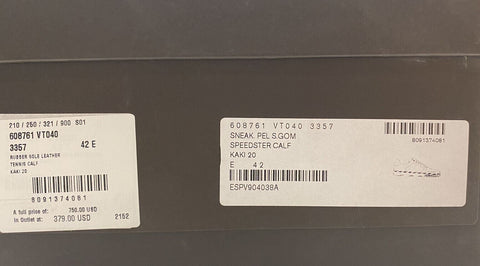 210 / 250 / 321 / 900 S01
608761 VT040
3357 42 E
RUBBER SOLE LEATHER
TENNIS CALF
KAKI 20
8091374081
A full price of: 750.00 USD
In Outlet at: 379.00 USD 2152
608761 VT040 3357
SNEAK. PEL S.GOM
SPEEDSTER CALF
KAKI 20
E 42
ESPV904038A
8091374081